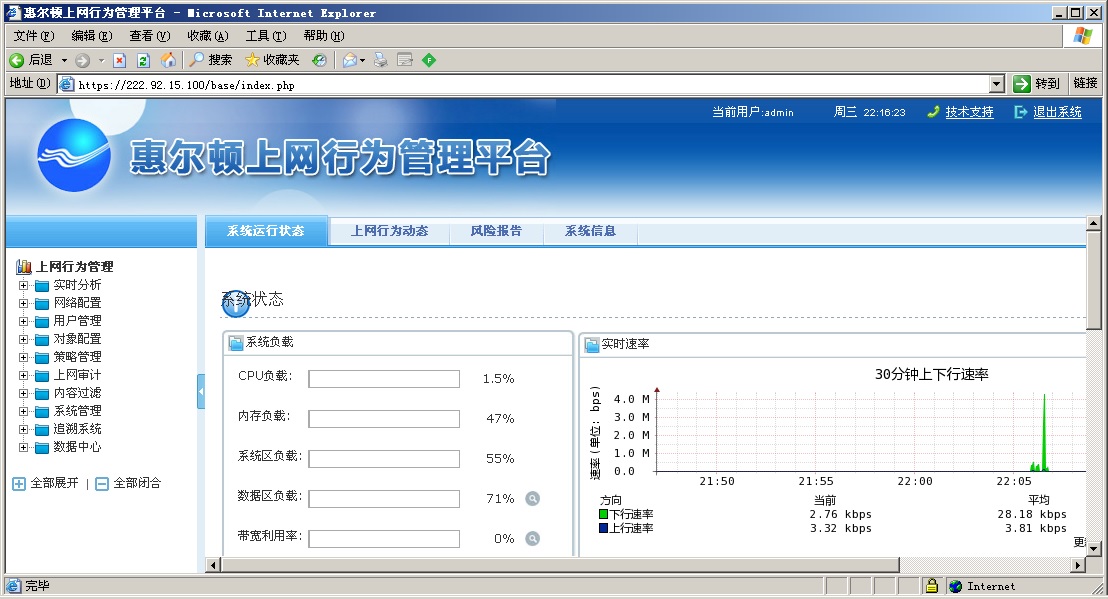 惠尔顿上网行为管理平台 - Microsoft Internet Explorer
文件(F) 编辑(E) 查看(V) 收藏(A) 工具(T) 帮助(H)
后退 搜索 收藏夹
地址(D) https://222.92.15.100/base/index.php 转到 链接
当前用户:admin 周三 22:16:23 技术支持 退出系统
惠尔顿上网行为管理平台
系统运行状态 上网行为动态 风险报告 系统信息
上网行为管理
实时分析
网络配置
用户管理
对象配置
策略管理
上网审计
内容过滤
系统管理
追溯系统
数据中心
全部展开 | 全部闭合
系统状态
系统负载
CPU负载: 1.5%
内存负载: 47%
系统区负载: 55%
数据区负载: 71%
带宽利用率: 0%
实时速率
30分钟上下行速率
速率(单位: bps)
4.0 M
3.0 M
2.0 M
1.0 M
0.0
21:50 21:55 22:00 22:05
方向 当前 平均
下行速率 2.76 kbps 28.18 kbps
上行速率 3.32 kbps 3.81 kbps
完毕 Internet